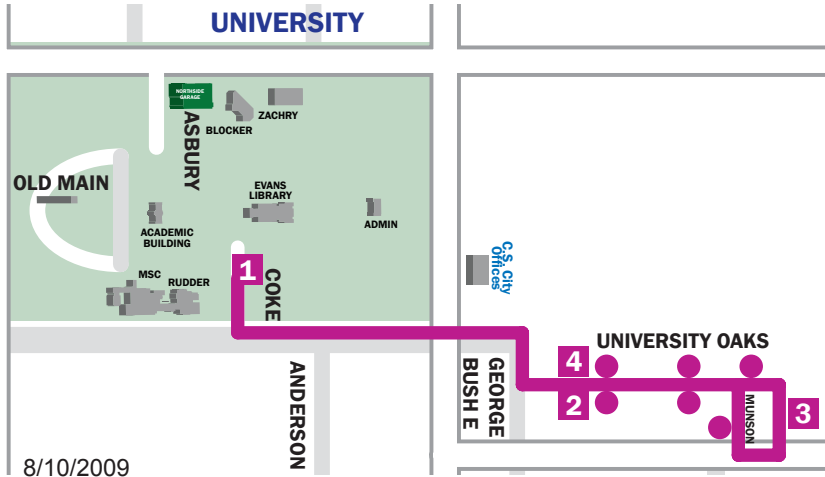 UNIVERSITY
NORTHSIDE
GARAGE
ZACHRY
BLOCKER
ASBURY
OLD MAIN
EVANS
LIBRARY
ACADEMIC
BUILDING
ADMIN
MSC
RUDDER
1
COKE
C.S. City
Offices
UNIVERSITY OAKS
4
2
3
MUNSON
GEORGE
BUSH E
ANDERSON
8/10/2009